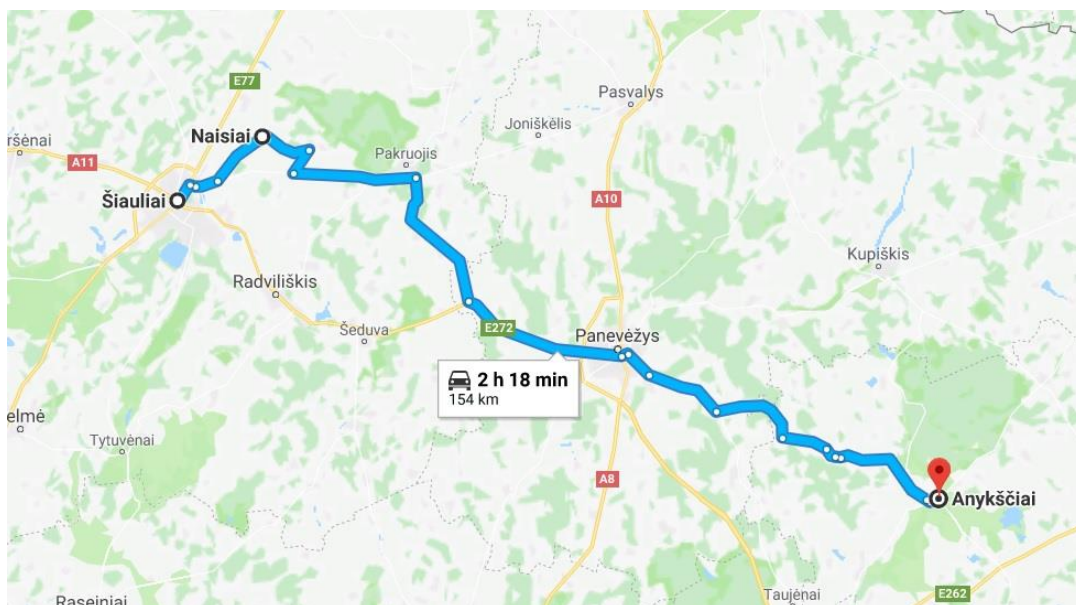 E77
Pasvalys
Naisiai
Joniškėlis
ršėnai
A11
Pakruojis
Šiauliai
A10
Kupiškis
Radviliškis
E272
Šeduva
Panevėžys
2 h 18 min
154 km
elmė
Tytuvėnai
A8
Anykščiai
E262
Taujėnai
Raseiniai